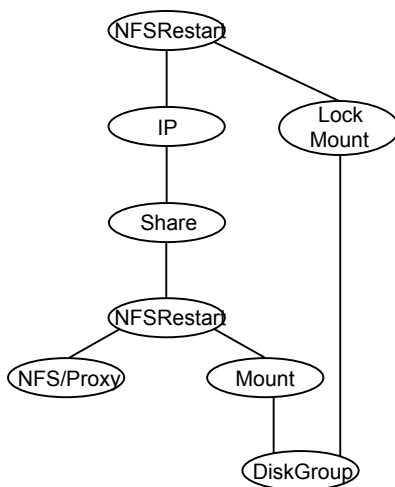 NFSRestart
IP
Lock
Mount
Share
NFSRestart
NFS/Proxy
Mount
DiskGroup